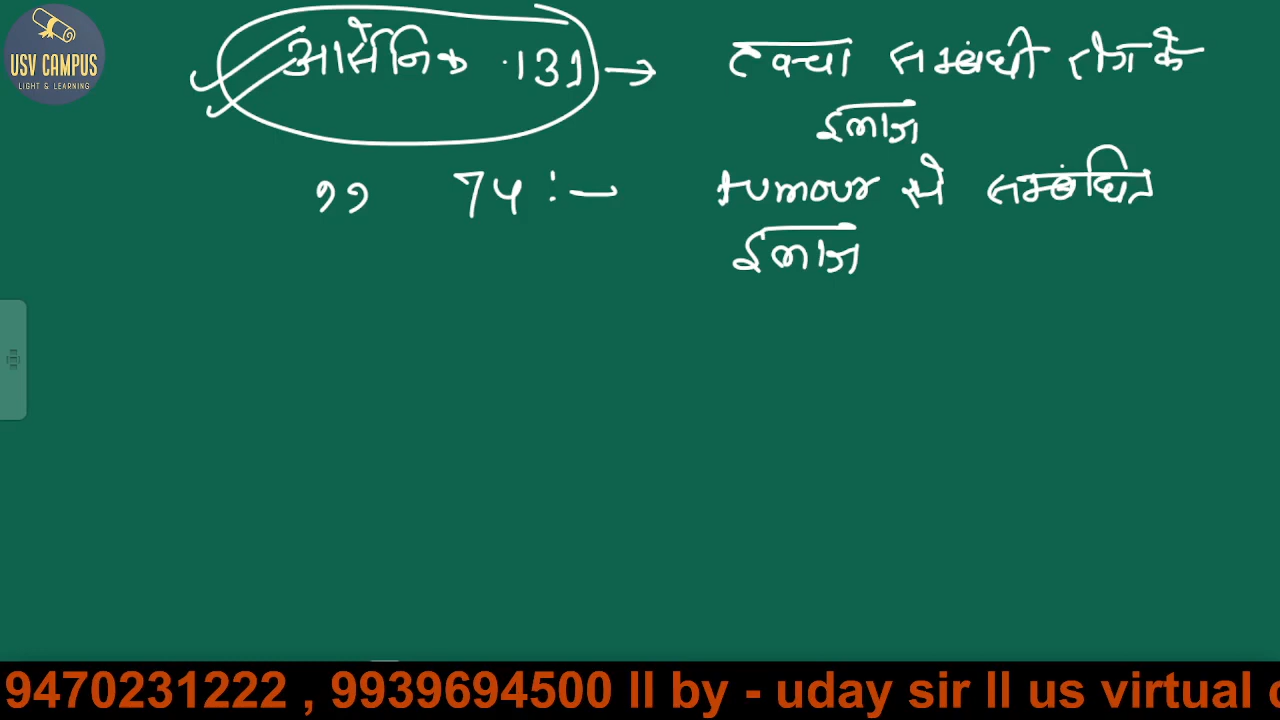 USV CAMPUS
LIGHT & LEARNING
आर्सेनिक 131 → त्वचा सम्बंधी रोग के
इलाज
,, 74 :— tumour से सम्बंधित
इलाज
9470231222 , 9939694500 ll by - uday sir ll us virtual c